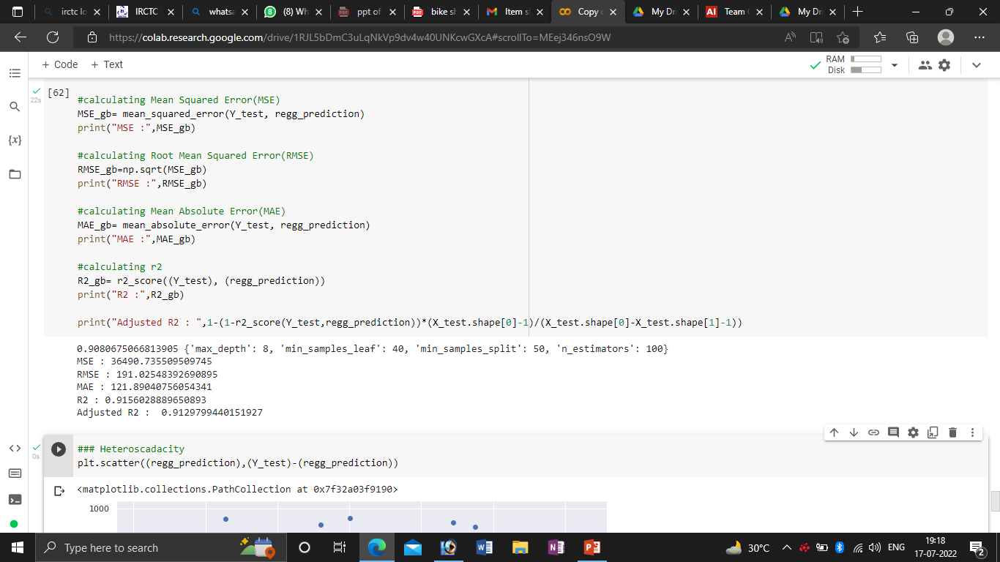 irctc lo
IRCTC
whatsa
(8) Wh
ppt of
bike sh
Item sl
Copy o
My Dri
AI Team
My Dri
https://colab.research.google.com/drive/1RJL5bDmC3uLqNkVp9dv4w40UNKcwGXcA#scrollTo=MEej346nsO9W
+ Code + Text
RAM
Disk
[62]
22s
#calculating Mean Squared Error(MSE)
MSE_gb= mean_squared_error(Y_test, regg_prediction)
print("MSE :",MSE_gb)
#calculating Root Mean Squared Error(RMSE)
RMSE_gb=np.sqrt(MSE_gb)
print("RMSE :",RMSE_gb)
#calculating Mean Absolute Error(MAE)
MAE_gb= mean_absolute_error(Y_test, regg_prediction)
print("MAE :",MAE_gb)
#calculating r2
R2_gb= r2_score((Y_test), (regg_prediction))
print("R2 :",R2_gb)
print("Adjusted R2 : ",1-(1-r2_score(Y_test,regg_prediction))*(X_test.shape[0]-1)/(X_test.shape[0]-X_test.shape[1]-1))
0.9080675066813905 {'max_depth': 8, 'min_samples_leaf': 40, 'min_samples_split': 50, 'n_estimators': 100}
MSE : 36490.735509509745
RMSE : 191.02548392690895
MAE : 121.89040756054341
R2 : 0.9156028889650893
Adjusted R2 :  0.9129799440151927
0s
### Heteroscadacity
plt.scatter((regg_prediction),(Y_test)-(regg_prediction))
<matplotlib.collections.PathCollection at 0x7f32a03f9190>
1000
Type here to search
30°C
ENG
19:18
17-07-2022
2